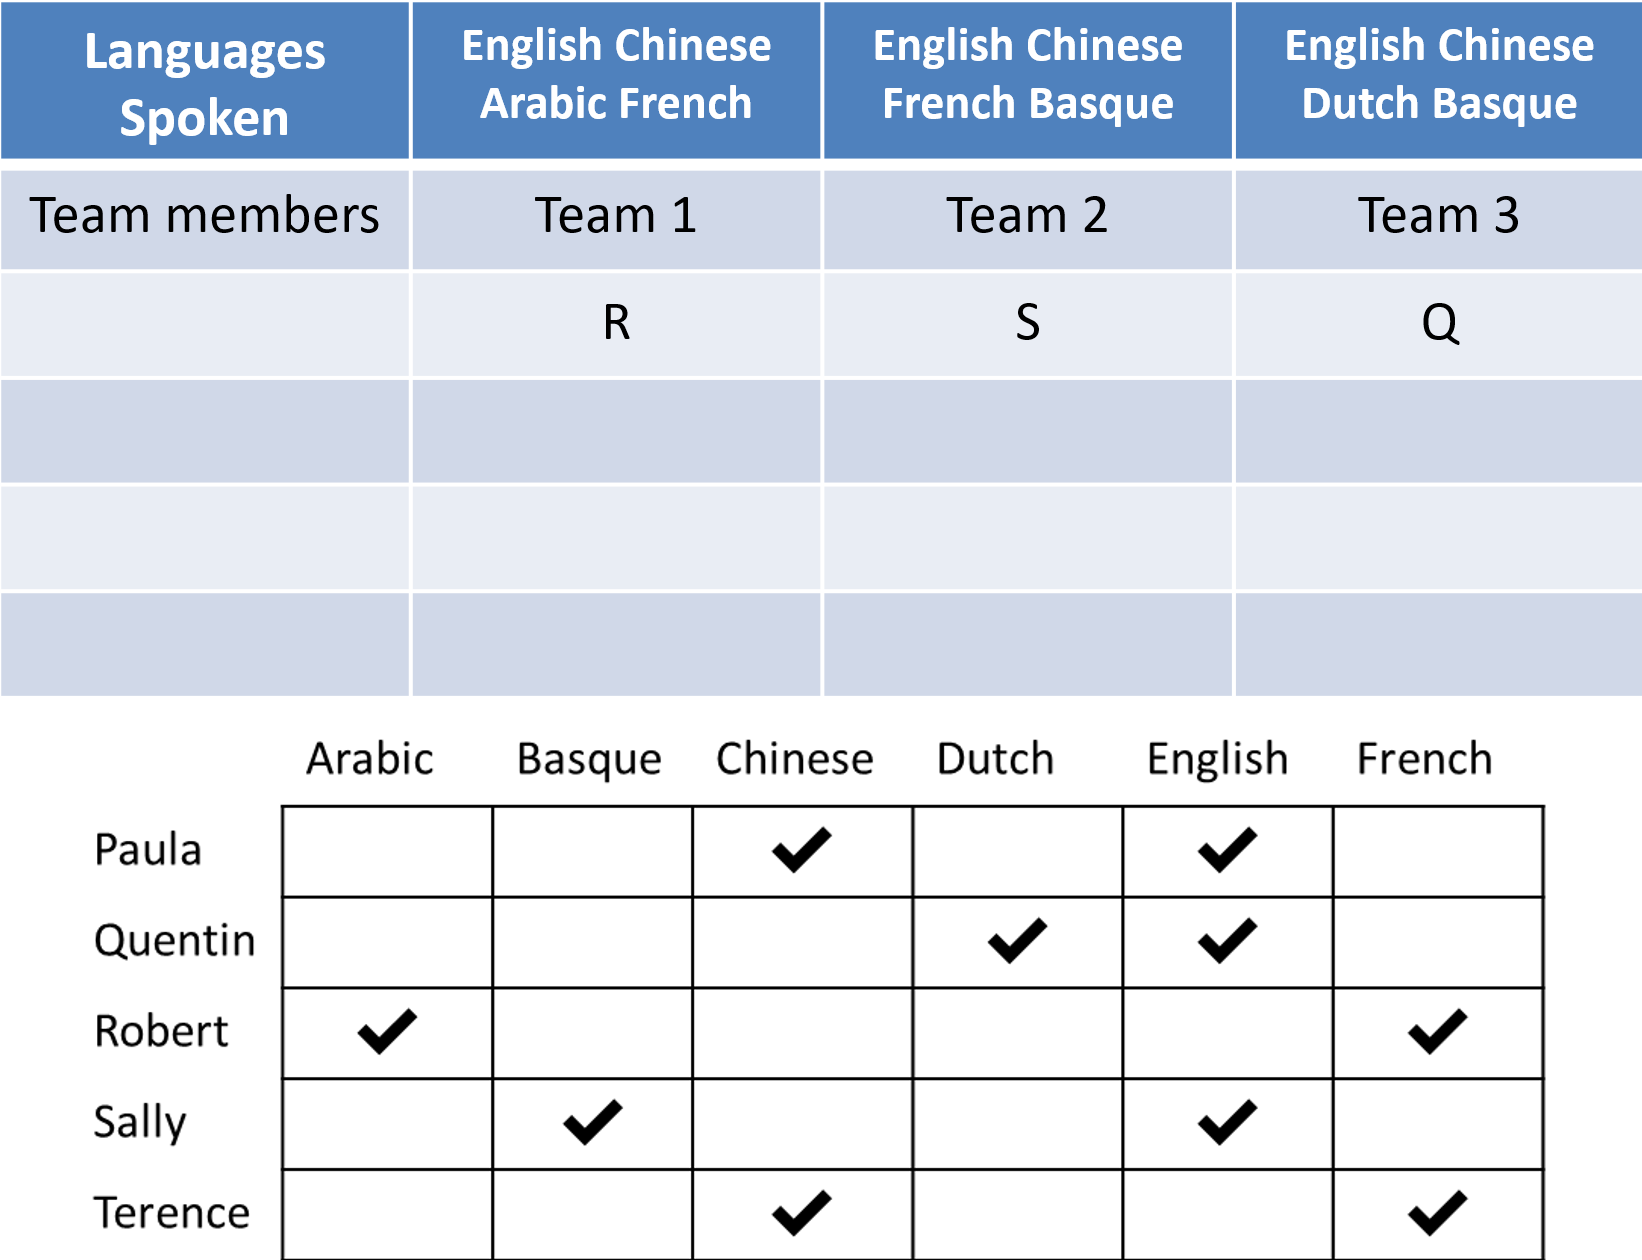 Languages Spoken
English Chinese Arabic French
English Chinese French Basque
English Chinese Dutch Basque
Team members Team 1 Team 2 Team 3
R S Q
Arabic Basque Chinese Dutch English French
Paula ✔ ✔
Quentin ✔ ✔
Robert ✔ ✔
Sally ✔ ✔
Terence ✔ ✔